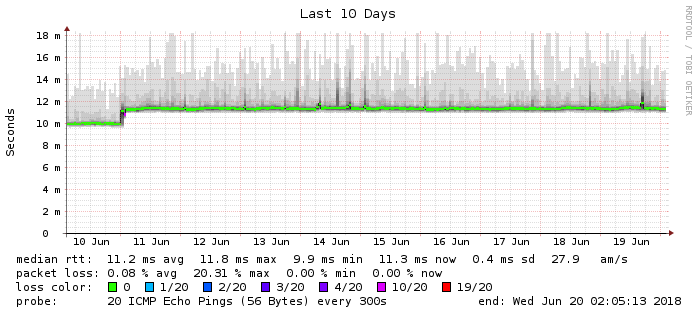 Last 10 Days
RRDTOOL / TOBI OETIKER
Seconds
18 m
16 m
14 m
12 m
10 m
8 m
6 m
4 m
2 m
0
10 Jun 11 Jun 12 Jun 13 Jun 14 Jun 15 Jun 16 Jun 17 Jun 18 Jun 19 Jun
median rtt: 11.2 ms avg 11.8 ms max 9.9 ms min 11.3 ms now 0.4 ms sd 27.9 am/s
packet loss: 0.08 % avg 20.31 % max 0.00 % min 0.00 % now
loss color: 0 1/20 2/20 3/20 4/20 10/20 19/20
probe: 20 ICMP Echo Pings (56 Bytes) every 300s end: Wed Jun 20 02:05:13 2018